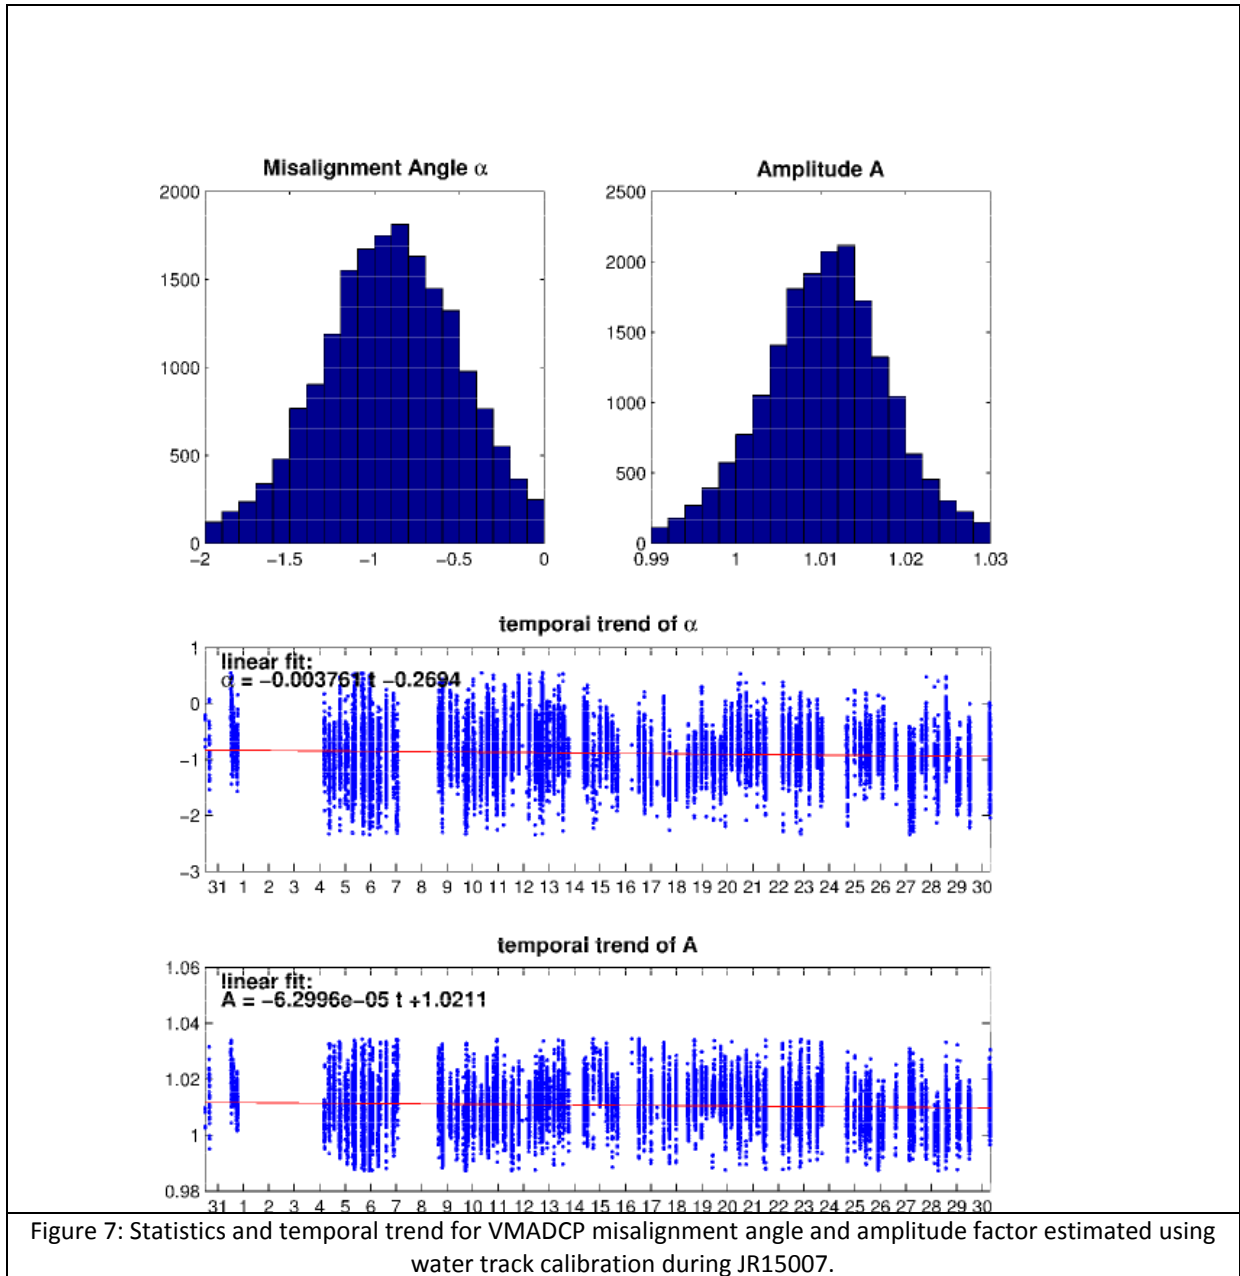 Misalignment Angle α
Amplitude A
2000
1500
1000
500
0
−2 −1.5 −1 −0.5 0
2500
2000
1500
1000
500
0
0.99 1 1.01 1.02 1.03
temporal trend of α
linear fit:
α = −0.003761 t −0.2694
1
0
−1
−2
−3
31 1 2 3 4 5 6 7 8 9 10 11 12 13 14 15 16 17 18 19 20 21 22 23 24 25 26 27 28 29 30
temporal trend of A
linear fit:
A = −6.2996e−05 t +1.0211
1.06
1.04
1.02
1
0.98
31 1 2 3 4 5 6 7 8 9 10 11 12 13 14 15 16 17 18 19 20 21 22 23 24 25 26 27 28 29 30
Figure 7: Statistics and temporal trend for VMADCP misalignment angle and amplitude factor estimated using
water track calibration during JR15007.